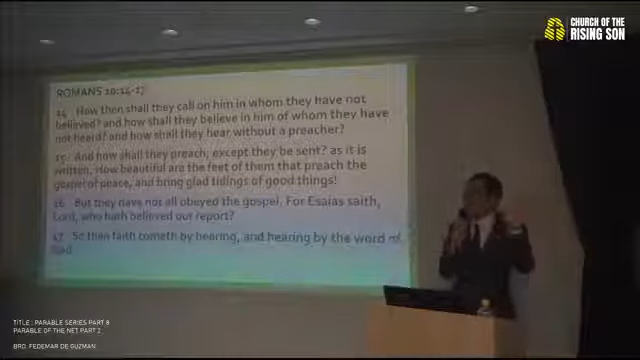 CHURCH OF THE
RISING SON
ROMANS 10:14-17
14 How then shall they call on him in whom they have not
believed? and how shall they believe in him of whom they have
not heard? and how shall they hear without a preacher?
15 And how shall they preach, except they be sent? as it is
written, How beautiful are the feet of them that preach the
gospel of peace, and bring glad tidings of good things!
16 But they have not all obeyed the gospel. For Esaias saith,
Lord, who hath believed our report?
17 So then faith cometh by hearing, and hearing by the word of
God
TITLE : PARABLE SERIES PART 8
PARABLE OF THE NET PART 2
BRO. FEDEMAR DE GUZMAN